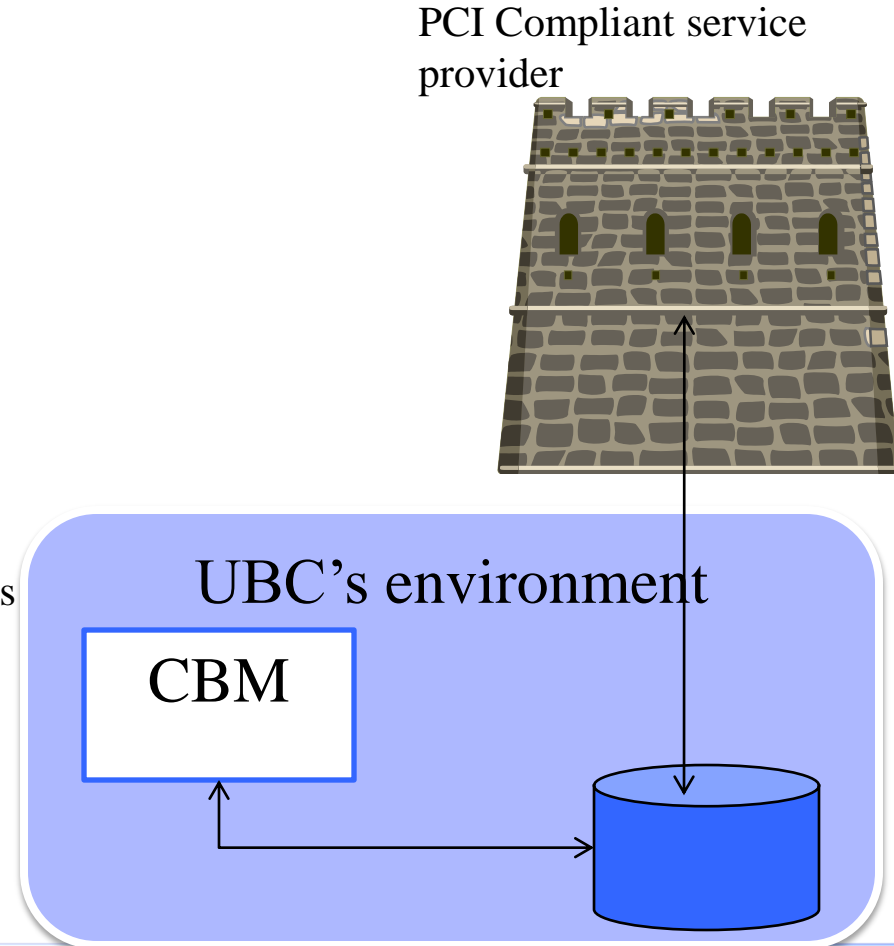 PCI Compliant service
provider
s
UBC’s environment
CBM